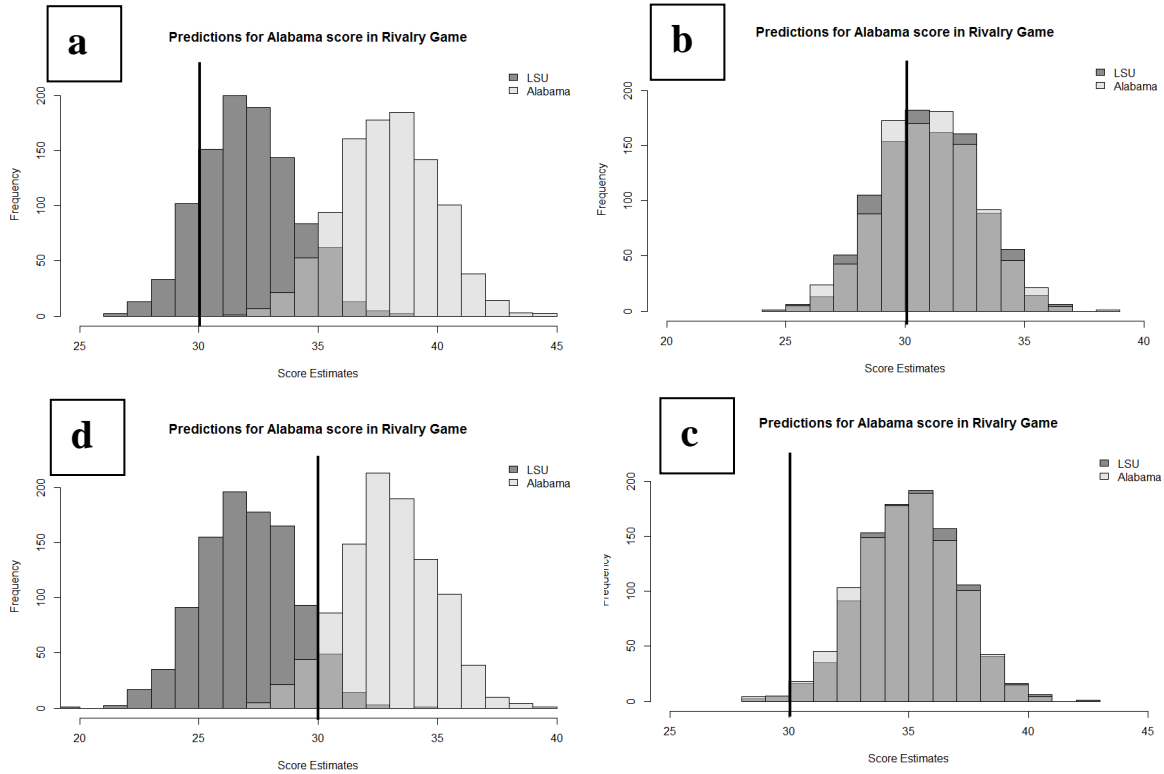 a
Predictions for Alabama score in Rivalry Game
LSU
Alabama
Frequency
200
150
100
50
0
25 30 35 40 45
Score Estimates
b
Predictions for Alabama score in Rivalry Game
LSU
Alabama
Frequency
200
150
100
50
0
20 25 30 35 40
Score Estimates
d
Predictions for Alabama score in Rivalry Game
LSU
Alabama
Frequency
200
150
100
50
0
20 25 30 35 40
Score Estimates
c
Predictions for Alabama score in Rivalry Game
LSU
Alabama
Frequency
200
150
100
50
0
25 30 35 40 45
Score Estimates